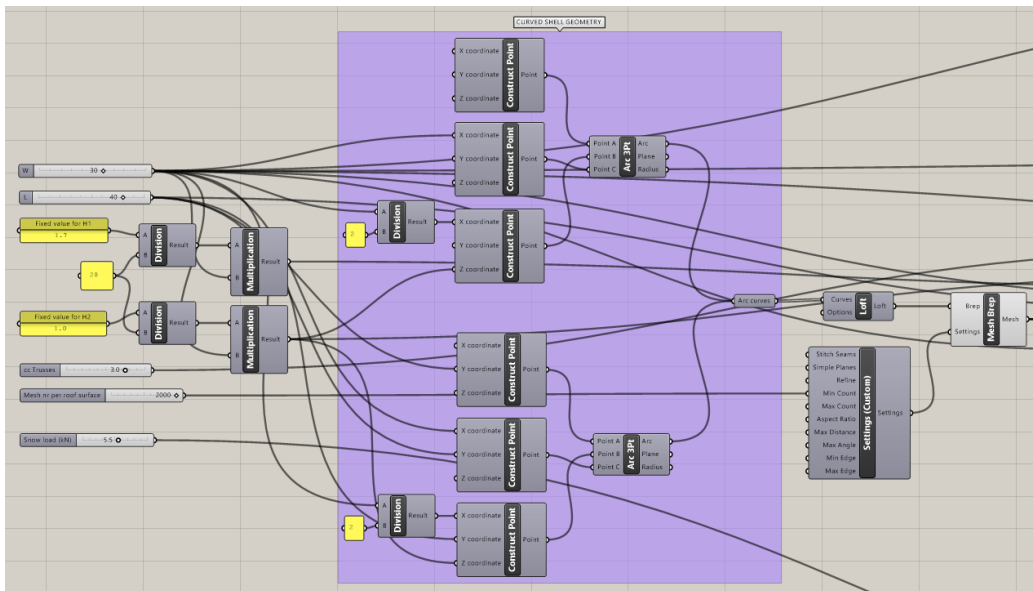 CURVED SHELL GEOMETRY
X coordinate
Y coordinate
Z coordinate
Construct Point
Point
X coordinate
Y coordinate
Z coordinate
Construct Point
Point
Point A
Point B
Point C
Arc 3Pt
Arc
Plane
Radius
W
30
L
40
Fixed value for H1
1.7
A
B
Division
Result
20
Fixed value for H2
1.0
A
B
Division
Result
A
B
Multiplication
Result
A
B
Multiplication
Result
2
A
B
Division
Result
X coordinate
Y coordinate
Z coordinate
Construct Point
Point
cc Trusses
3.0
Mesh nr per roof surface
2000
Snow load (kN)
5.5
X coordinate
Y coordinate
Z coordinate
Construct Point
Point
X coordinate
Y coordinate
Z coordinate
Construct Point
Point
Point A
Point B
Point C
Arc 3Pt
Arc
Plane
Radius
2
A
B
Division
Result
X coordinate
Y coordinate
Z coordinate
Construct Point
Point
Arc curves
Curves
Options
Loft
Loft
Brep
Settings
Mesh Brep
Mesh
Stitch Seams
Simple Planes
Refine
Min Count
Max Count
Aspect Ratio
Max Distance
Max Angle
Min Edge
Max Edge
Settings (Custom)
Settings